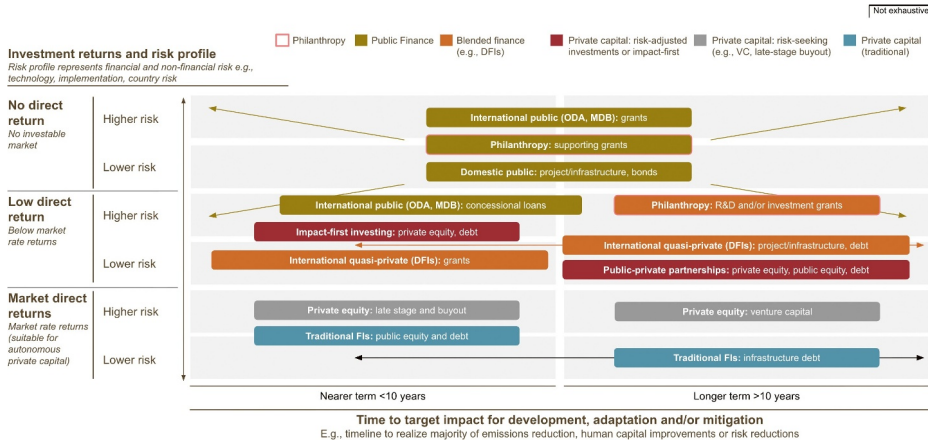 Not exhaustive
Philanthropy
Public Finance
Blended finance
(e.g., DFIs)
Private capital: risk-adjusted
investments or impact-first
Private capital: risk-seeking
(e.g., VC, late-stage buyout)
Private capital
(traditional)
Investment returns and risk profile
Risk profile represents financial and non-financial risk e.g.,
technology, implementation, country risk
No direct
return
No investable
market
Higher risk
Lower risk
International public (ODA, MDB): grants
Philanthropy: supporting grants
Domestic public: project/infrastructure, bonds
Low direct
return
Below market
rate returns
Higher risk
Lower risk
International public (ODA, MDB): concessional loans
Philanthropy: R&D and/or investment grants
Impact-first investing: private equity, debt
International quasi-private (DFIs): project/infrastructure, debt
International quasi-private (DFIs): grants
Public-private partnerships: private equity, public equity, debt
Market direct
returns
Market rate returns
(suitable for
autonomous
private capital)
Higher risk
Lower risk
Private equity: late stage and buyout
Private equity: venture capital
Traditional FIs: public equity and debt
Traditional FIs: infrastructure debt
Nearer term <10 years
Longer term >10 years
Time to target impact for development, adaptation and/or mitigation
E.g., timeline to realize majority of emissions reduction, human capital improvements or risk reductions